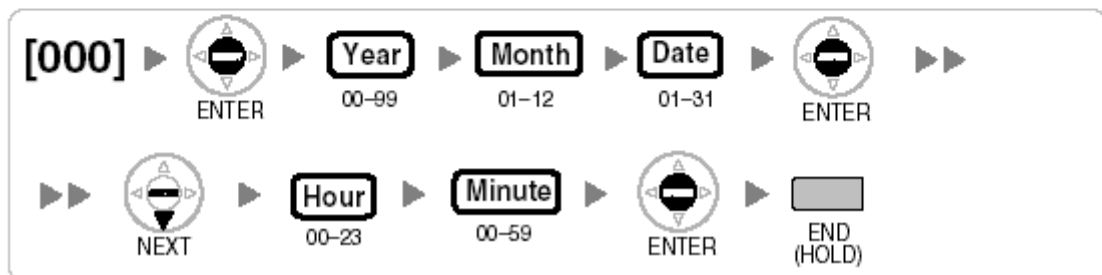 [000] Year Month Date
ENTER 00–99 01–12 01–31 ENTER
Hour Minute
NEXT 00–23 00–59 ENTER END
(HOLD)